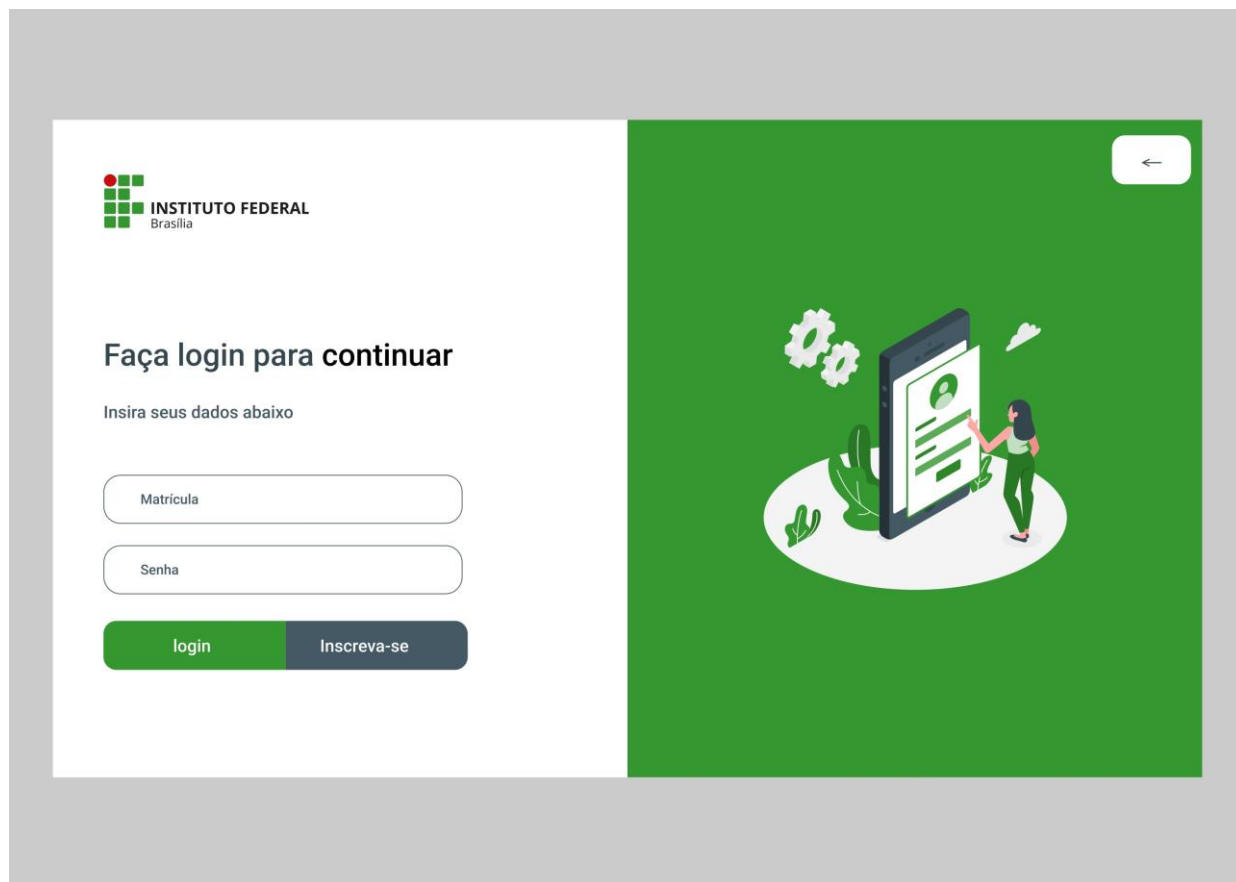 INSTITUTO FEDERAL
Brasília
Faça login para continuar
Insira seus dados abaixo
Matrícula
Senha
login Inscreva-se